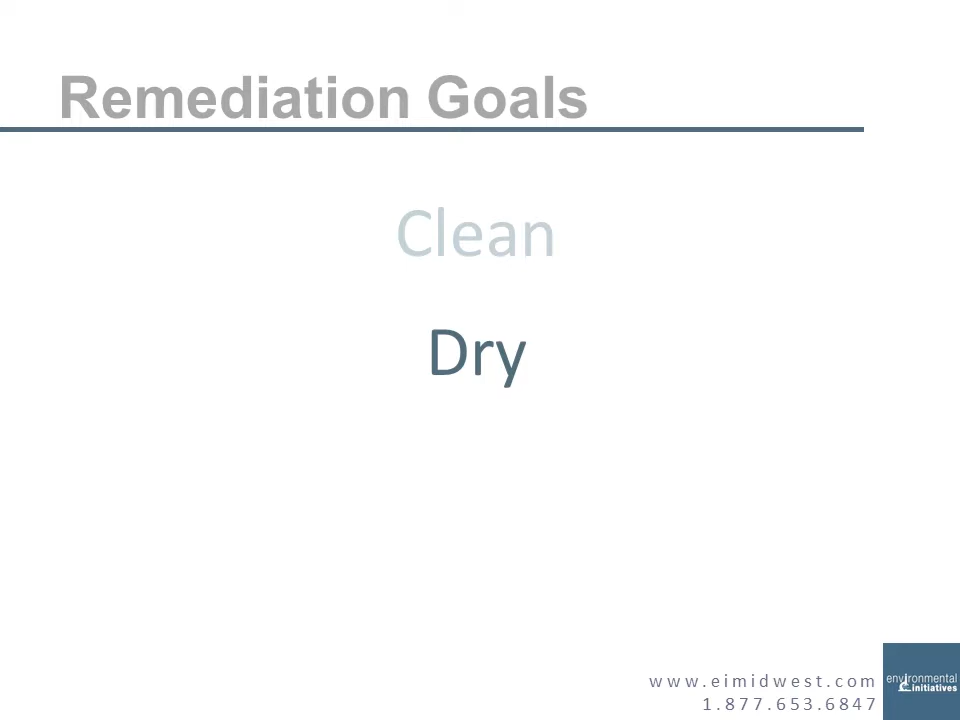 Remediation Goals
Clean
Dry
www.eimidwest.com
1.877.653.6847
environmental
initiatives